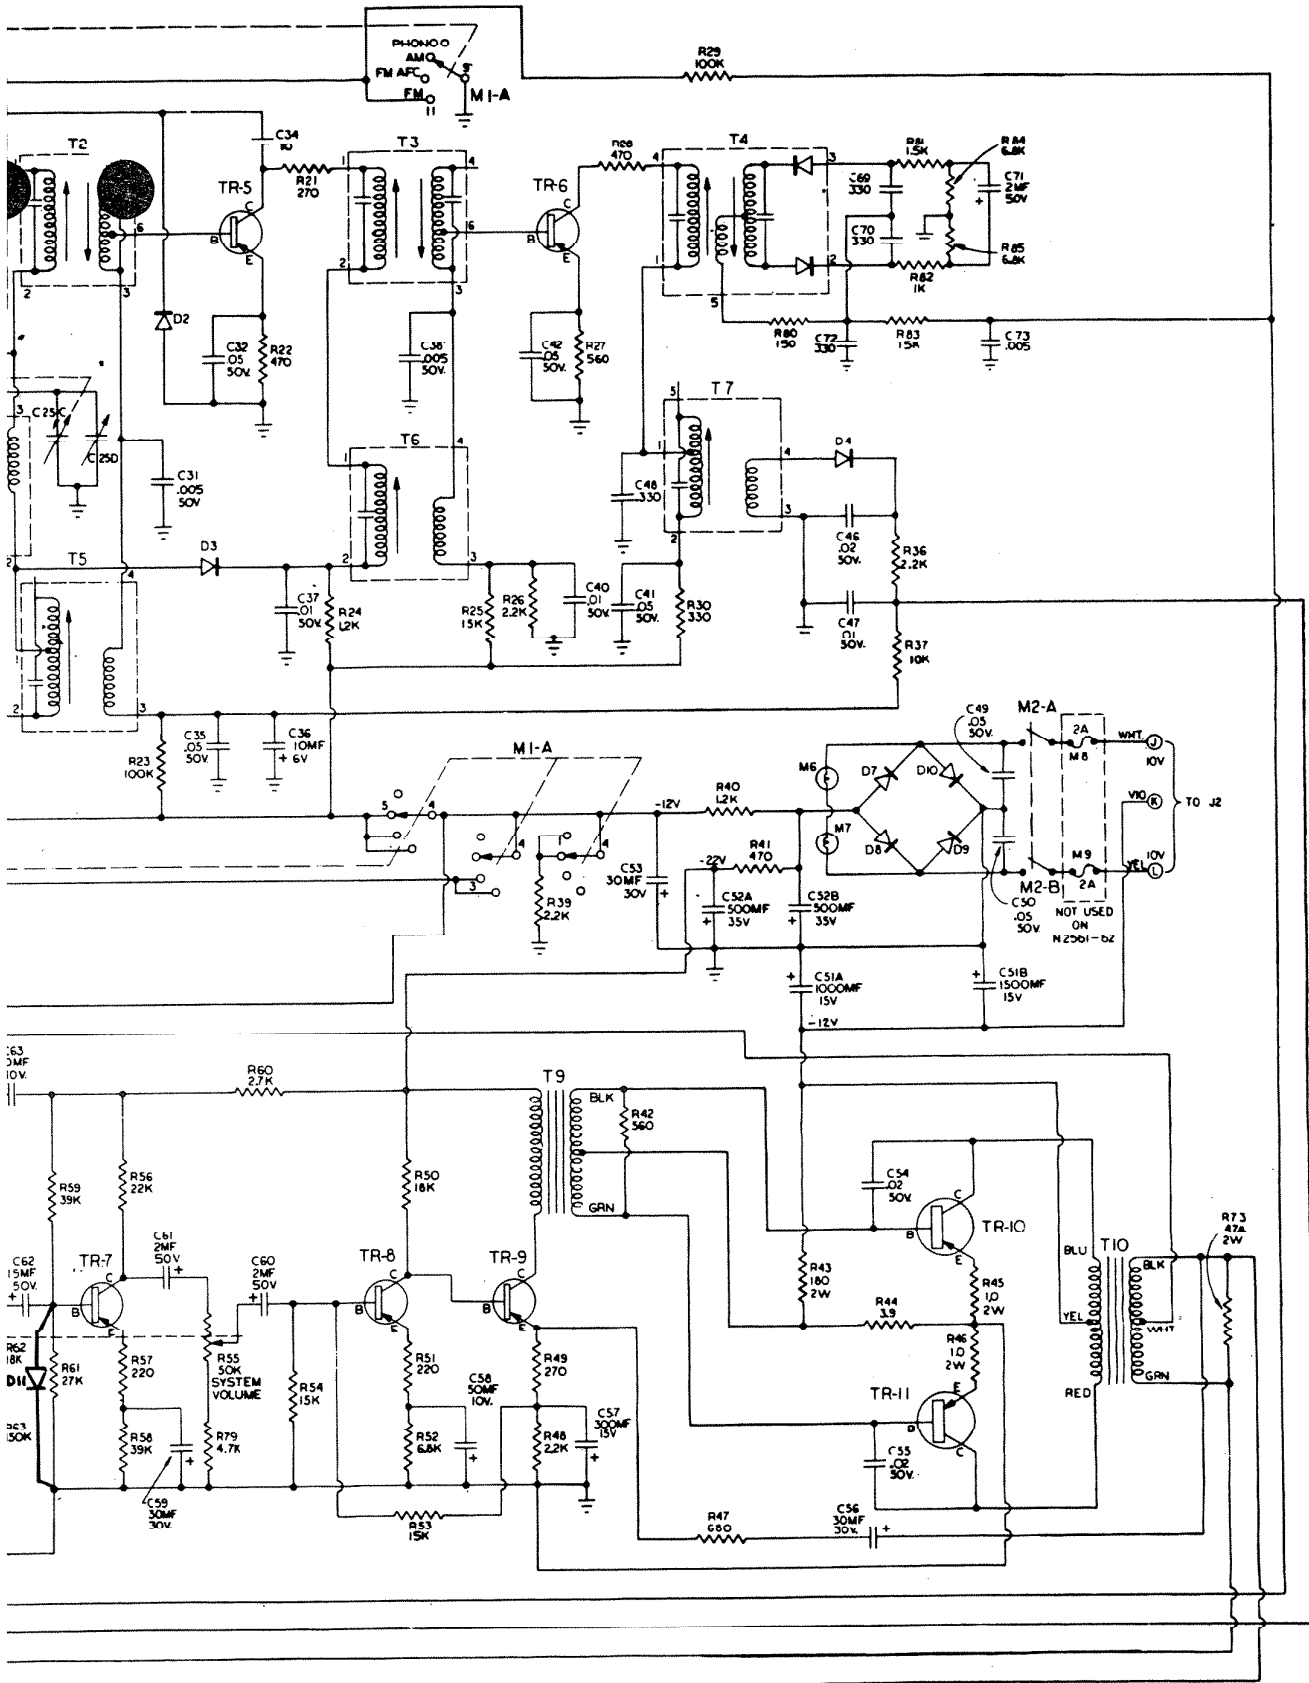 PHONO
AM
FM AFC
FM
11
M1-A
R29
100K
T2
C34
10
TR-5
C
B
E
R21
270
T3
1
4
6
2
3
TR-6
C
B
E
470
T4
4
3
1
2
5
C69
330
C70
330
R81
1.5K
R84
6.8K
C71
2MF
50V
+
R85
6.8K
R82
1K
6
2
3
D2
C32
.05
50V.
R22
470
C38
.005
50V.
C42
.05
50V.
R27
560
R80
150
C72
330
R83
1.5K
C73
.005
3
C25C
C25D
C31
.005
50V
T6
4
1
2
3
T7
5
1
4
3
2
C48
.330
D4
C46
.02
50V.
R36
2.2K
C47
.01
50V.
R37
10K
2
T5
4
1
2
3
D3
C37
.01
50V.
R24
1.2K
R25
15K
R26
2.2K
C40
.01
50V.
C41
.05
50V.
R30
330
R23
100K
C35
.05
50V.
C36
10MF
+ 6V
M1-A
5
4
4
1
4
3
R39
2.2K
C53
30MF
30V
+
-12V
R40
1.2K
-22V
R41
470
C52A
500MF
35V
+
C52B
500MF
35V
+
M6
M7
D7
D10
D8
D9
C49
.05
50V.
C50
.05
50V.
M2-A
M2-B
2A
M8
M9
2A
NOT USED
ON
N2561-62
WHT.
J
10V
VIO
K
10V
YEL
L
TO J2
C51A
1000MF
15V
+
C51B
1500MF
15V
+
-12V
10V.
R60
2.7K
T9
BLK
GRN
R42
560
R59
39K
R56
22K
R50
18K
C54
.02
50V.
C
B
E
TR-10
C62
15MF
50V.
+
TR-7
C
B
C61
2MF
50V
+
C60
2MF
50V
+
TR-8
C
B
E
TR-9
C
B
E
R43
180
2W
R45
1.0
2W
R44
3.9
R46
1.0
2W
BLU
YEL
RED
T10
BLK
WHT
GRN
R73
2W
R62
18K
D11
R61
27K
R57
220
R55
50K
SYSTEM
VOLUME
R54
15K
R51
220
C58
50MF
10V.
+
R49
270
C57
300MF
15V
+
TR-11
E
C
R58
39K
C59
30MF
30V.
+
R79
4.7K
R52
6.8K
R48
2.2K
C55
.02
50V.
R53
15K
R47
680
C56
30MF
30V.
+